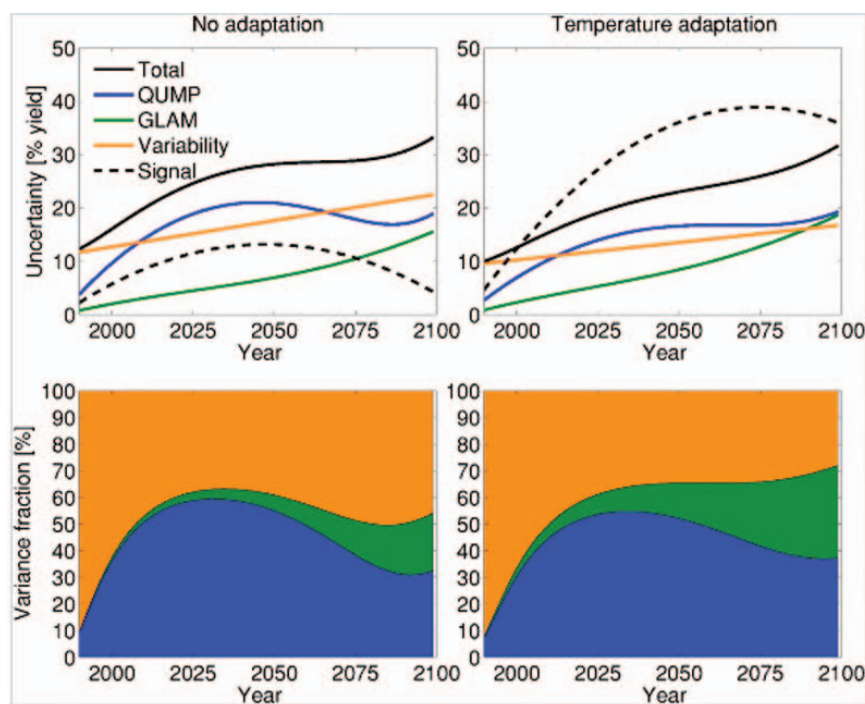 No adaptation
Temperature adaptation
Uncertainty [% yield]
50
40
30
20
10
0
Total
QUMP
GLAM
Variability
Signal
2000 2025 2050 2075 2100
Year
50
40
30
20
10
0
2000 2025 2050 2075 2100
Year
Variance fraction [%]
100
90
80
70
60
50
40
30
20
10
0
2000 2025 2050 2075 2100
Year
100
90
80
70
60
50
40
30
20
10
0
2000 2025 2050 2075 2100
Year